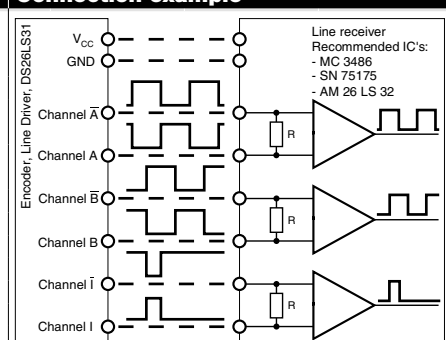 Connection example
Encoder, Line Driver, DS26LS31
V_CC
GND
Channel A̅
Channel A
Channel B̅
Channel B
Channel I̅
Channel I
Line receiver
Recommended IC's:
- MC 3486
- SN 75175
- AM 26 LS 32
R
R
R